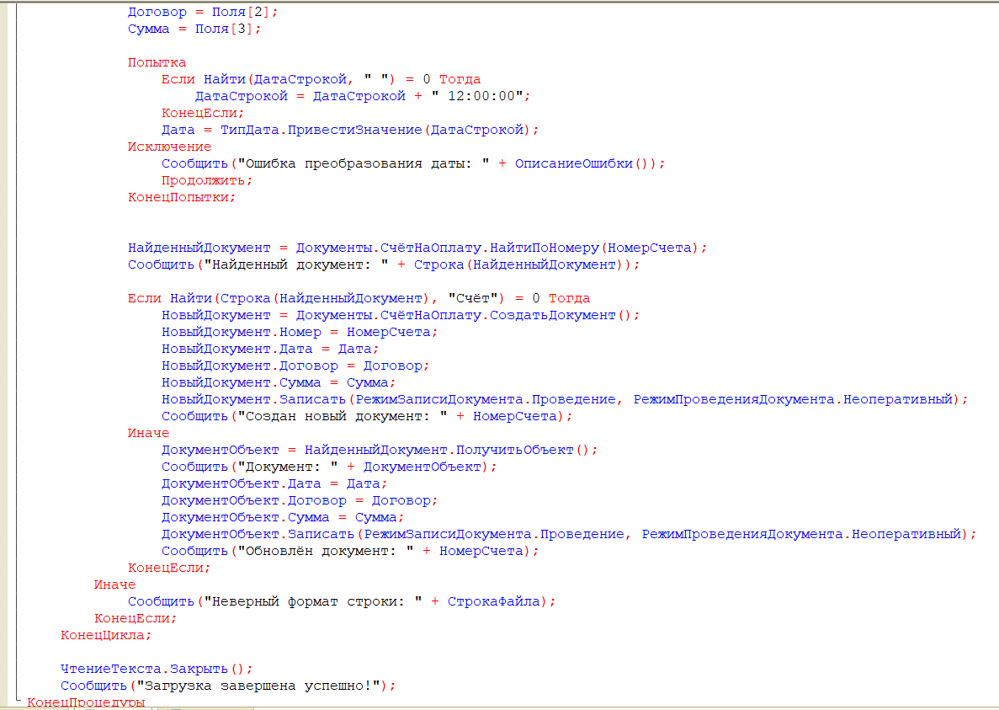 Договор = Поля[2];
Сумма = Поля[3];
Попытка
Если Найти(ДатаСтрокой, " ") = 0 Тогда
ДатаСтрокой = ДатаСтрокой + " 12:00:00";
КонецЕсли;
Дата = ТипДата.ПривестиЗначение(ДатаСтрокой);
Исключение
Сообщить("Ошибка преобразования даты: " + ОписаниеОшибки());
Продолжить;
КонецПопытки;
НайденныйДокумент = Документы.СчётНаОплату.НайтиПоНомеру(НомерСчета);
Сообщить("Найденный документ: " + Строка(НайденныйДокумент));
Если Найти(Строка(НайденныйДокумент), "Счёт") = 0 Тогда
НовыйДокумент = Документы.СчётНаОплату.СоздатьДокумент();
НовыйДокумент.Номер = НомерСчета;
НовыйДокумент.Дата = Дата;
НовыйДокумент.Договор = Договор;
НовыйДокумент.Сумма = Сумма;
НовыйДокумент.Записать(РежимЗаписиДокумента.Проведение, РежимПроведенияДокумента.Неоперативный);
Сообщить("Создан новый документ: " + НомерСчета);
Иначе
ДокументОбъект = НайденныйДокумент.ПолучитьОбъект();
Сообщить("Документ: " + ДокументОбъект);
ДокументОбъект.Дата = Дата;
ДокументОбъект.Договор = Договор;
ДокументОбъект.Сумма = Сумма;
ДокументОбъект.Записать(РежимЗаписиДокумента.Проведение, РежимПроведенияДокумента.Неоперативный);
Сообщить("Обновлён документ: " + НомерСчета);
КонецЕсли;
Иначе
Сообщить("Неверный формат строки: " + СтрокаФайла);
КонецЕсли;
КонецЦикла;
ЧтениеТекста.Закрыть();
Сообщить("Загрузка завершена успешно!");
КонецПроцедуры